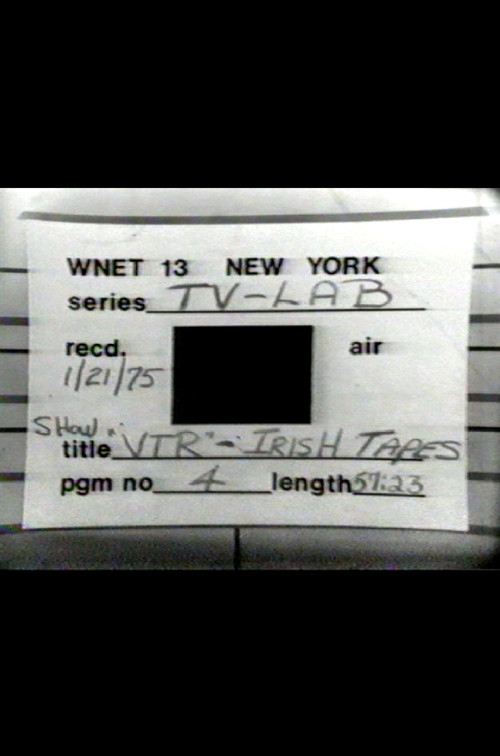 WNET 13 NEW YORK
series TV-LAB
recd. air
1/21/75
SHOW
title "VTR" - IRISH TAPES
pgm no 4 length 57:23